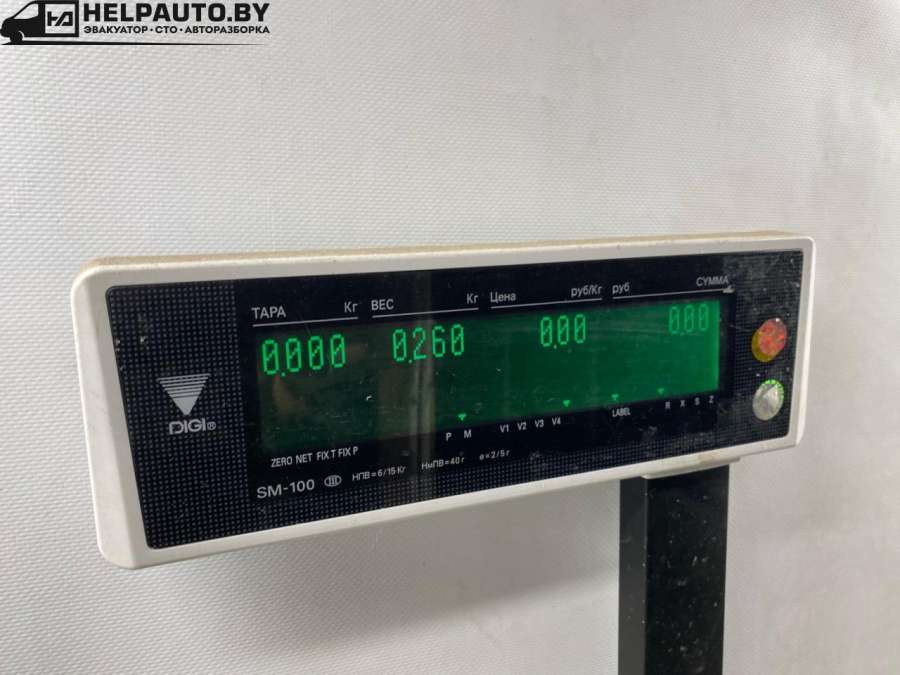 HELPAUTO.BY
ЭВАКУАТОР • СТО • АВТОРАЗБОРКА
ТАРА Кг ВЕС Кг Цена руб/Кг руб СУММА
0.000 0.260 0.00 0.00
DIGI®
P M V1 V2 V3 V4 LABEL R X S Z
ZERO NET FIX T FIX P
SM-100 III НПВ=6/15 Кг НмПВ=40 г e=2/5г